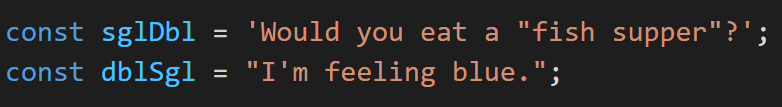 const sglDbl = 'Would you eat a "fish supper"?';
const dblSgl = "I'm feeling blue.";